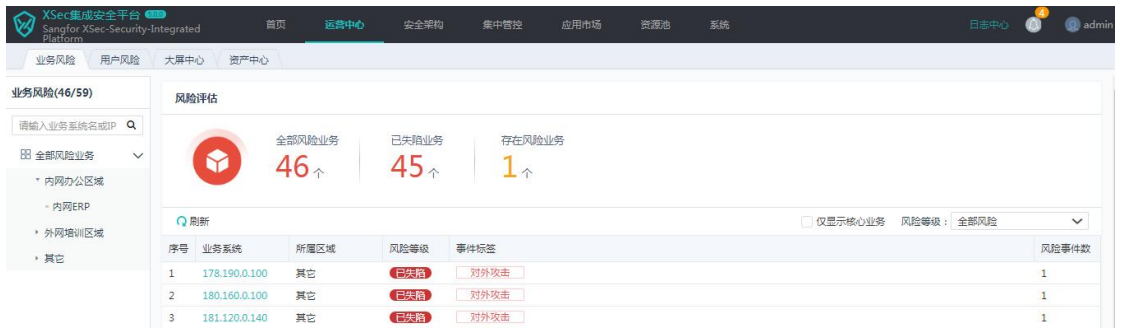 XSec集成安全平台 5.8.0
Sangfor XSec-Security-Integrated
Platform
首页 运营中心 安全架构 集中管控 应用市场 资源池 系统 日志中心 4 admin
业务风险 用户风险 大屏中心 资产中心
业务风险(46/59)
请输入业务系统名或IP
全部风险业务
内网办公区域
内网ERP
外网培训区域
其它
风险评估
全部风险业务 已失陷业务 存在风险业务
46个 45个 1个
刷新 仅显示核心业务 风险等级： 全部风险
序号 业务系统 所属区域 风险等级 事件标签 风险事件数
1 178.190.0.100 其它 已失陷 对外攻击 1
2 180.160.0.100 其它 已失陷 对外攻击 1
3 181.120.0.140 其它 已失陷 对外攻击 1